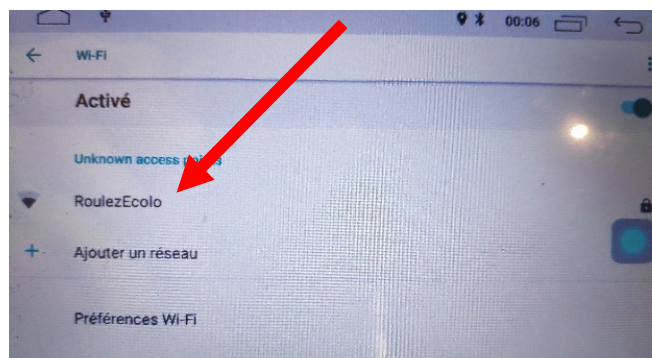 00:06
Wi-Fi
Activé
Unknown access
RoulezEcolo
Ajouter un réseau
Préférences Wi-Fi